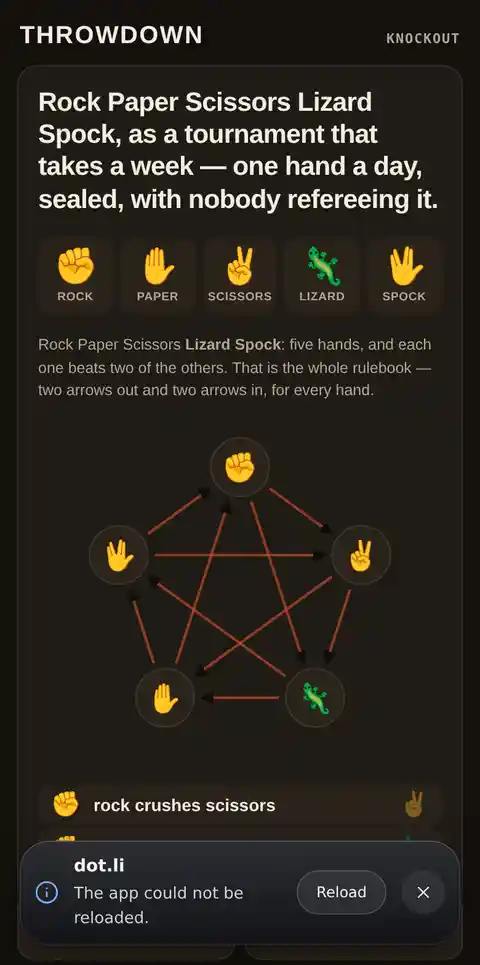 THROWDOWN
KNOCKOUT
Rock Paper Scissors Lizard
Spock, as a tournament that
takes a week — one hand a day,
sealed, with nobody refereeing it.
ROCK
PAPER
SCISSORS
LIZARD
SPOCK
Rock Paper Scissors Lizard Spock: five hands, and each
one beats two of the others. That is the whole rulebook —
two arrows out and two arrows in, for every hand.
rock crushes scissors
dot.li
The app could not be
reloaded.
Reload